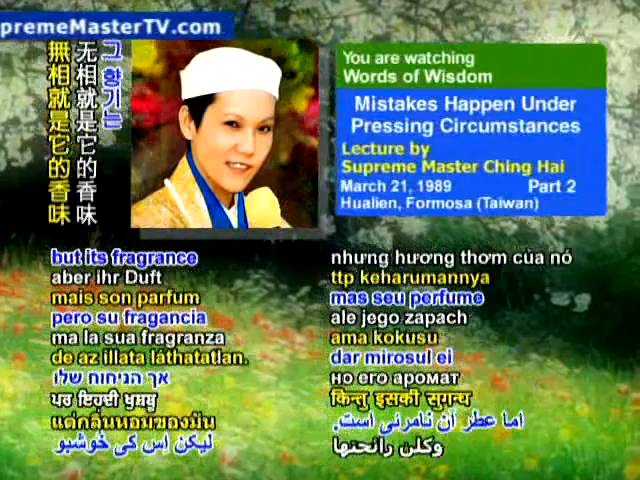 premeMasterTV.com
無相就是它的香味
无相就是它的香味
그 향기는
You are watching
Words of Wisdom
Mistakes Happen Under
Pressing Circumstances
Lecture by
Supreme Master Ching Hai
March 21, 1989 Part 2
Hualien, Formosa (Taiwan)
but its fragrance
aber ihr Duft
mais son parfum
pero su fragancia
ma la sua fragranza
de az illata láthatatlan.
אך הניחוח שלו
ਪਰ ਇਹਦੀ ਖੁਸ਼ਬੂ
แต่กลิ่นหอมของมัน
لیکن اس کی خوشبو
nhưng hương thơm của nó
ttp keharumannya
mas seu perfume
ale jego zapach
ama kokusu
dar mirosul ei
но его аромат
किन्तु इसकी सुगन्ध
اما عطر آن نامرئی است.
وكلن رائحتها